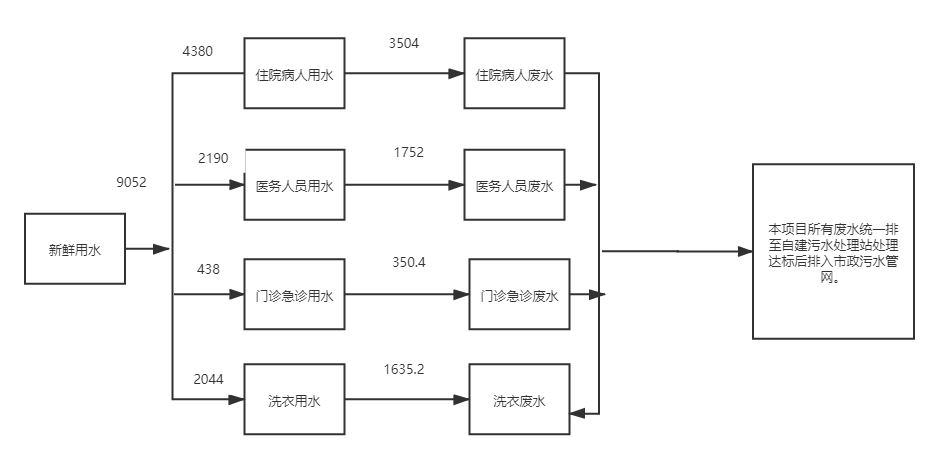 4380
3504
住院病人用水
住院病人废水
2190
1752
9052
医务人员用水
医务人员废水
新鲜用水
本项目所有废水统一排
至自建污水处理站处理
达标后排入市政污水管
网。
438
350.4
门诊急诊用水
门诊急诊废水
2044
1635.2
洗衣用水
洗衣废水